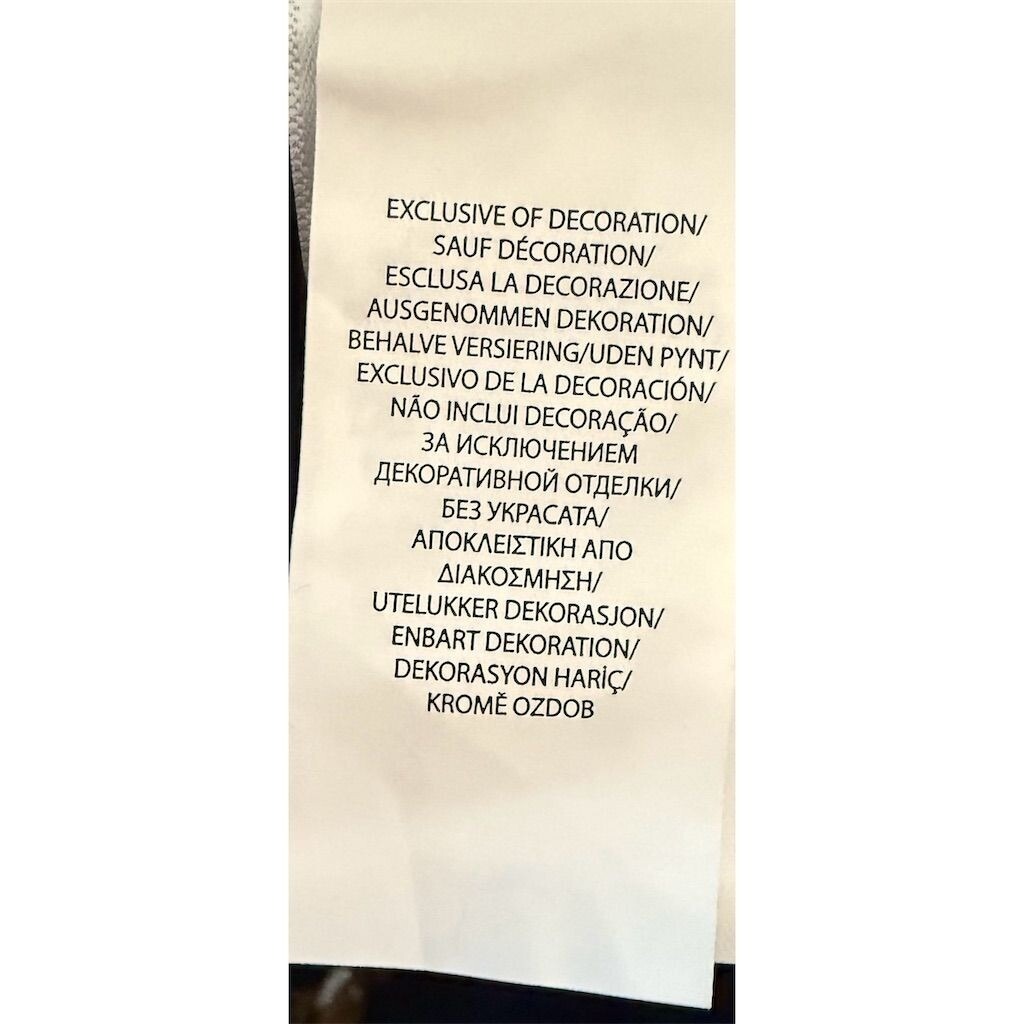 EXCLUSIVE OF DECORATION/
SAUF DÉCORATION/
ESCLUSA LA DECORAZIONE/
AUSGENOMMEN DEKORATION/
BEHALVE VERSIERING/UDEN PYNT/
EXCLUSIVO DE LA DECORACIÓN/
NÃO INCLUI DECORAÇÃO/
ЗА ИСКЛЮЧЕНИЕМ
ДЕКОРАТИВНОЙ ОТДЕЛКИ/
БЕЗ УКРАСАТА/
ΑΠΟΚΛΕΙΣΤΙΚΗ ΑΠΟ
ΔΙΑΚΟΣΜΗΣΗ/
UTELUKKER DEKORASJON/
ENBART DEKORATION/
DEKORASYON HARİÇ/
KROMĚ OZDOB